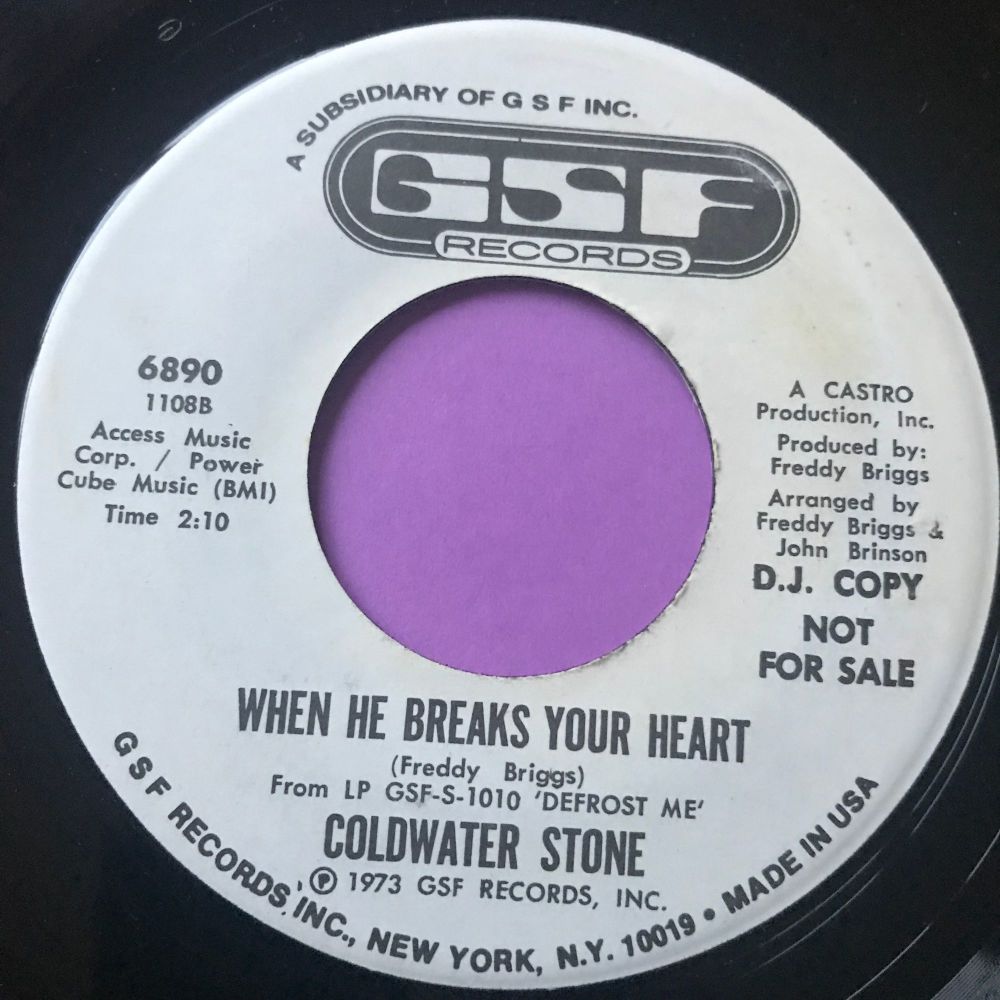 A SUBSIDIARY OF G S F INC.
GSF
RECORDS
6890
1108B
Access Music
Corp. / Power
Cube Music (BMI)
Time 2:10
A CASTRO
Production, Inc.
Produced by:
Freddy Briggs
Arranged by
Freddy Briggs &
John Brinson
D.J. COPY
NOT
FOR SALE
WHEN HE BREAKS YOUR HEART
(Freddy Briggs)
From LP GSF-S-1010 'DEFROST ME'
COLDWATER STONE
℗ 1973 GSF RECORDS, INC.
G S F RECORDS, INC., NEW YORK, N.Y. 10019 • MADE IN USA